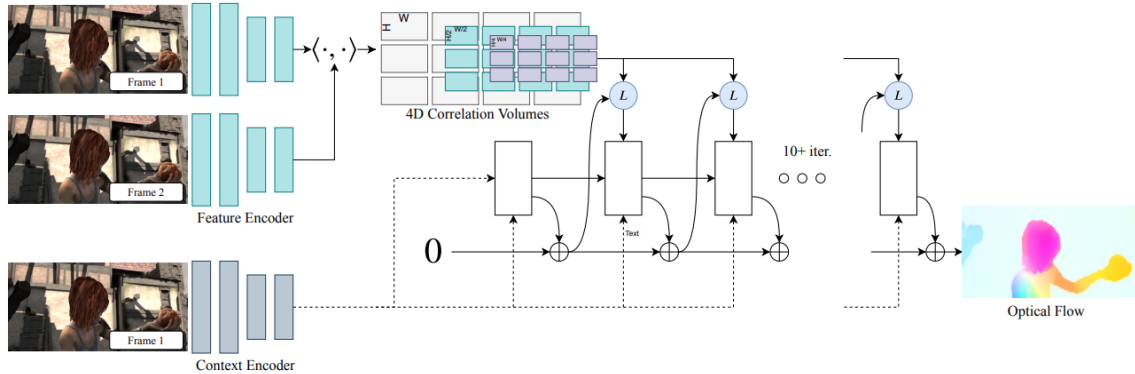 Frame 1
Frame 2
Feature Encoder
Frame 1
Context Encoder
⟨·,·⟩
H W
H/2 W/2
H/4 W/4
4D Correlation Volumes
L
L
L
10+ iter.
Text
0
Optical Flow